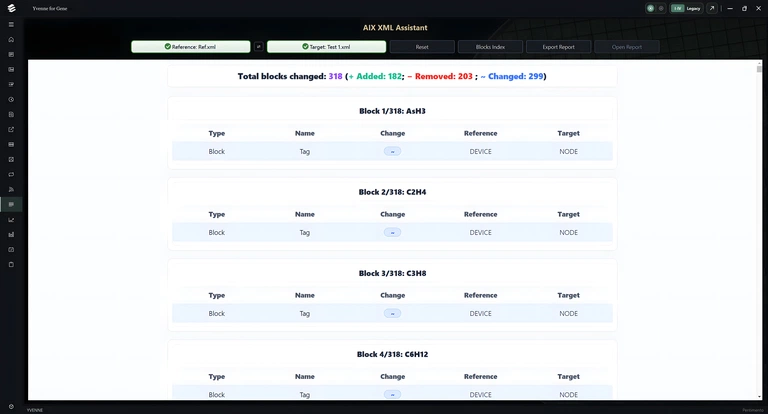 Yvenne for Gene
LIV Legacy
AIX XML Assistant
Reference: Ref.xml
Target: Test 1.xml
Reset
Blocks Index
Export Report
Open Report
Total blocks changed: 318 (+ Added: 182; − Removed: 203 ; ~ Changed: 299)
Block 1/318: AsH3
Type Name Change Reference Target
Block Tag ~ DEVICE NODE
Block 2/318: C2H4
Type Name Change Reference Target
Block Tag ~ DEVICE NODE
Block 3/318: C3H8
Type Name Change Reference Target
Block Tag ~ DEVICE NODE
Block 4/318: C6H12
Type Name Change Reference Target
Block Tag ~ DEVICE NODE
YVENNE